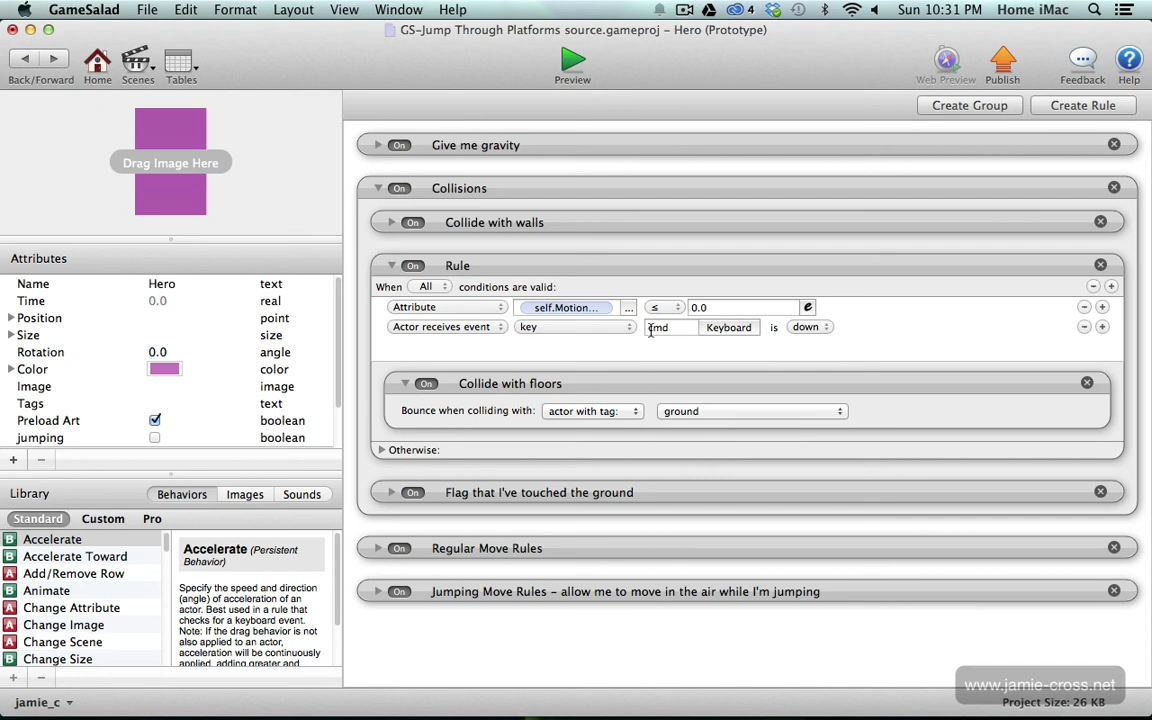 GameSalad File Edit Format Layout View Window Help 4 Sun 10:31 PM Home iMac
GS-Jump Through Platforms source.gameproj – Hero (Prototype)
Back/Forward Home Scenes Tables Preview Web Preview Publish Feedback Help
Create Group Create Rule
Drag Image Here
Attributes
Name Hero text
Time 0.0 real
Position point
Size size
Rotation 0.0 angle
Color color
Image image
Tags text
Preload Art boolean
jumping boolean
+ −
Library Behaviors Images Sounds
Standard Custom Pro
B Accelerate
B Accelerate Toward
A Add/Remove Row
B Animate
A Change Attribute
A Change Image
A Change Scene
B Change Size
Accelerate (Persistent
Behavior)
Specify the speed and direction
(angle) of acceleration of an
actor. Best used in a rule that
checks for a keyboard event.
Note: If the drag behavior is not
also applied to an actor,
acceleration will be continuously
applied, adding greater and
+ −
jamie_c
On Give me gravity
On Collisions
On Collide with walls
On Rule
When All conditions are valid:
Attribute self.Motion... ... ≤ 0.0 e
Actor receives event key cmd Keyboard is down
On Collide with floors
Bounce when colliding with: actor with tag: ground
Otherwise:
On Flag that I've touched the ground
On Regular Move Rules
On Jumping Move Rules – allow me to move in the air while I'm jumping
www.jamie-cross.net
Project Size: 26 KB